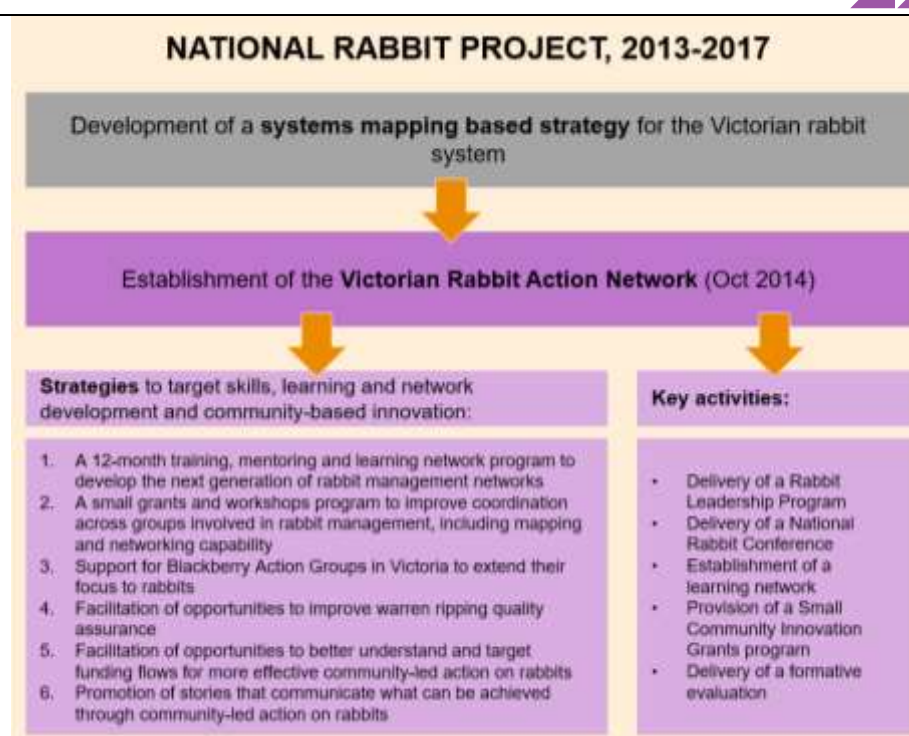 NATIONAL RABBIT PROJECT, 2013-2017
Development of a systems mapping based strategy for the Victorian rabbit
system
Establishment of the Victorian Rabbit Action Network (Oct 2014)
Strategies to target skills, learning and network
development and community-based innovation:
1. A 12-month training, mentoring and learning network program to
develop the next generation of rabbit management networks
2. A small grants and workshops program to improve coordination
across groups involved in rabbit management, including mapping
and networking capability
3. Support for Blackberry Action Groups in Victoria to extend their
focus to rabbits
4. Facilitation of opportunities to improve warren ripping quality
assurance
5. Facilitation of opportunities to better understand and target
funding flows for more effective community-led action on rabbits
6. Promotion of stories that communicate what can be achieved
through community-led action on rabbits
Key activities:
• Delivery of a Rabbit
Leadership Program
• Delivery of a National
Rabbit Conference
• Establishment of a
learning network
• Provision of a Small
Community Innovation
Grants program
• Delivery of a formative
evaluation